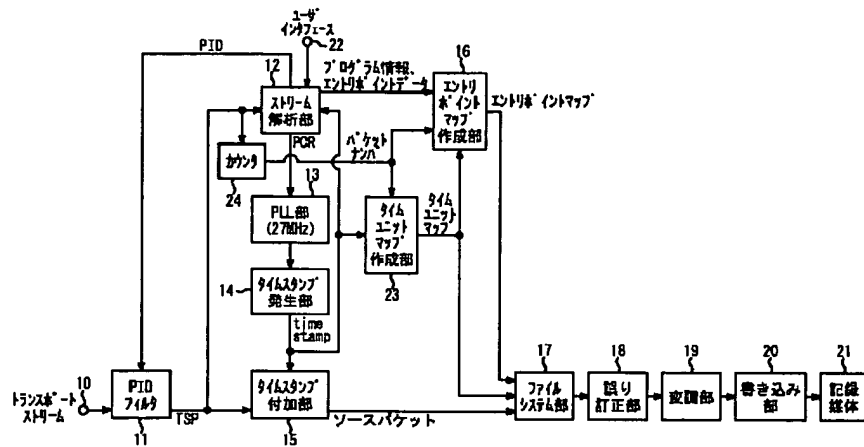 ユーザ
インタフェース
22
PID
12
プログラム情報、
エントリポイントデータ
16
ストリーム
解析部
エントリ
ポイント
マップ
作成部
エントリポイントマップ
PCR
パケット
ナンバ
カウンタ
24
13
PLL部
(27MHz)
タイム
ユニット
マップ
作成部
23
タイム
ユニット
マップ
14
タイムスタンプ
発生部
time
stamp
10
トランスポート
ストリーム
PID
フィルタ
11
TSP
タイムスタンプ
付加部
15
ソースパケット
17
ファイル
システム部
18
誤り
訂正部
19
変調部
20
書き込み
部
21
記録
媒体